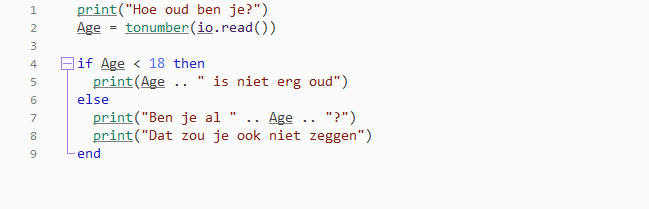 1 print("Hoe oud ben je?")
2 Age = tonumber(io.read())
3
4 if Age < 18 then
5 print(Age .. " is niet erg oud")
6 else
7 print("Ben je al " .. Age .. "?")
8 print("Dat zou je ook niet zeggen")
9 end